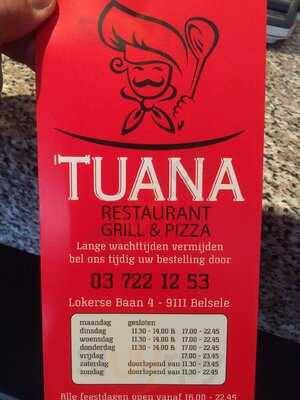 TUANA
RESTAURANT
GRILL & PIZZA
Lange wachttijden vermijden
bel ons tijdig uw bestelling door
03 722 12 53
Lokerse Baan 4 - 9111 Belsele
maandag gesloten
dinsdag 11.30 - 14.00 & 17.00 - 22.45
woensdag 11.30 - 14.00 & 17.00 - 22.45
donderdag 11.30 - 14.00 & 17.00 - 22.45
vrijdag 17.00 - 23.45
zaterdag doorlopend van 11.30 - 23.45
zondag doorlopend van 11.30 - 22.45
Alle feestdagen open vanaf 16.00 - 22.45